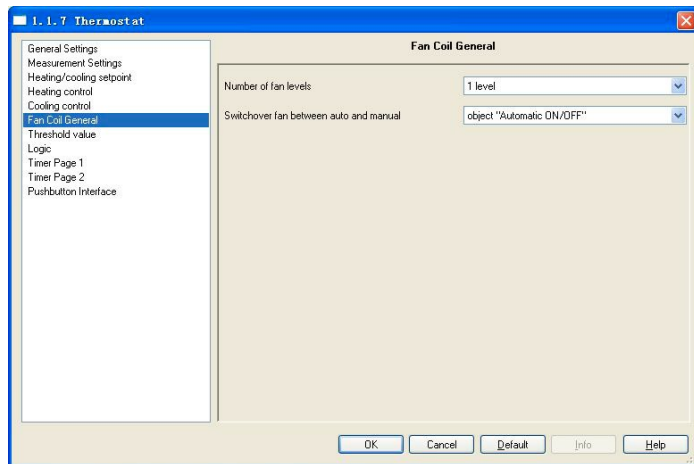 1.1.7 Thermostat
General Settings
Measurement Settings
Heating/cooling setpoint
Heating control
Cooling control
Fan Coil General
Threshold value
Logic
Timer Page 1
Timer Page 2
Pushbutton Interface
Fan Coil General
Number of fan levels 1 level
Switchover fan between auto and manual object "Automatic ON/OFF"
OK Cancel Default Info Help